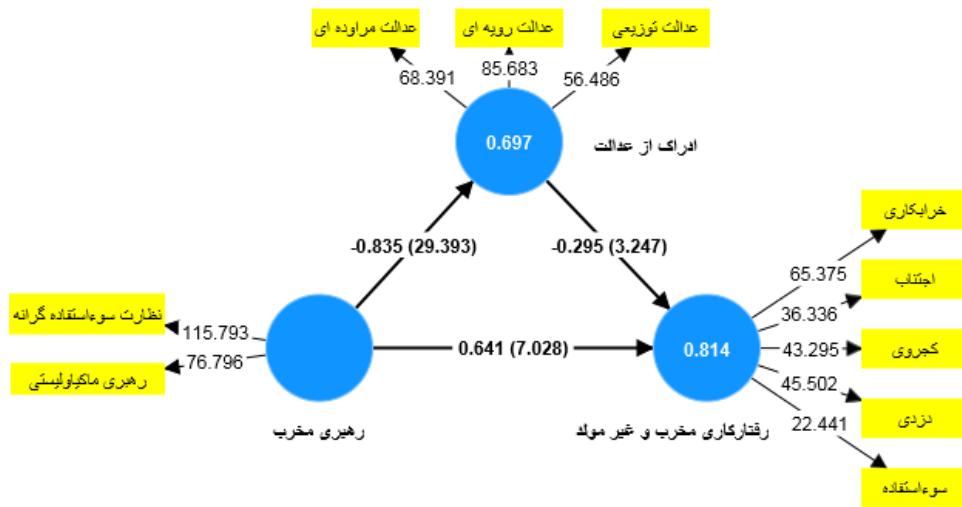 عدالت توزیعی
عدالت رویه ای
عدالت مراوده ای
68.391
85.683
56.486
0.697
ادراک از عدالت
-0.835 (29.393)
-0.295 (3.247)
خرابکاری
65.375
اجتناب
36.336
نظارت سوءاستفاده گرانه
115.793
76.796
رهبری ماکیاولیستی
0.641 (7.028)
0.814
43.295
کجروی
45.502
دزدی
22.441
سوءاستفاده
رهبری مخرب
رفتارکاری مخرب و غیر مولد